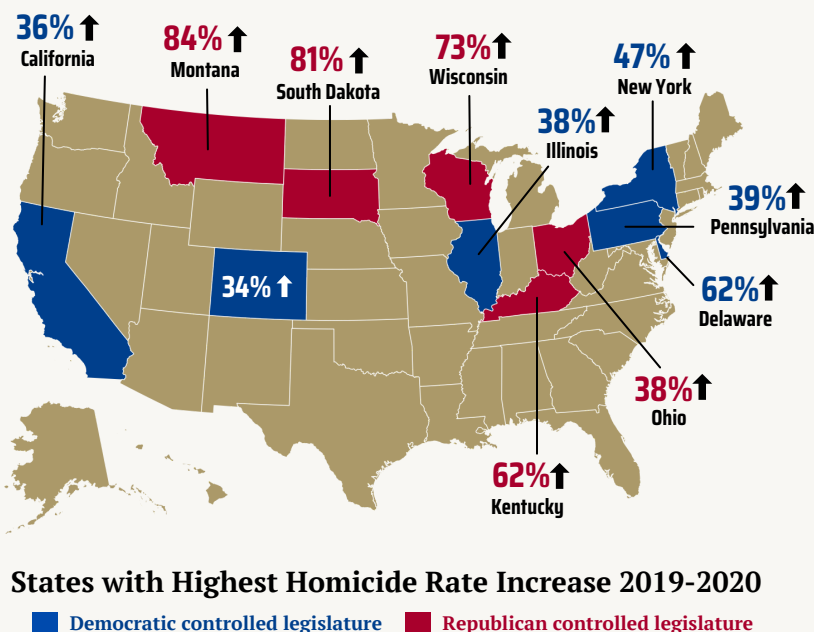 36%
California
84%
Montana
81%
South Dakota
73%
Wisconsin
38%
Illinois
47%
New York
39%
Pennsylvania
62%
Delaware
34%
38%
Ohio
62%
Kentucky
States with Highest Homicide Rate Increase 2019-2020
Democratic controlled legislature
Republican controlled legislature